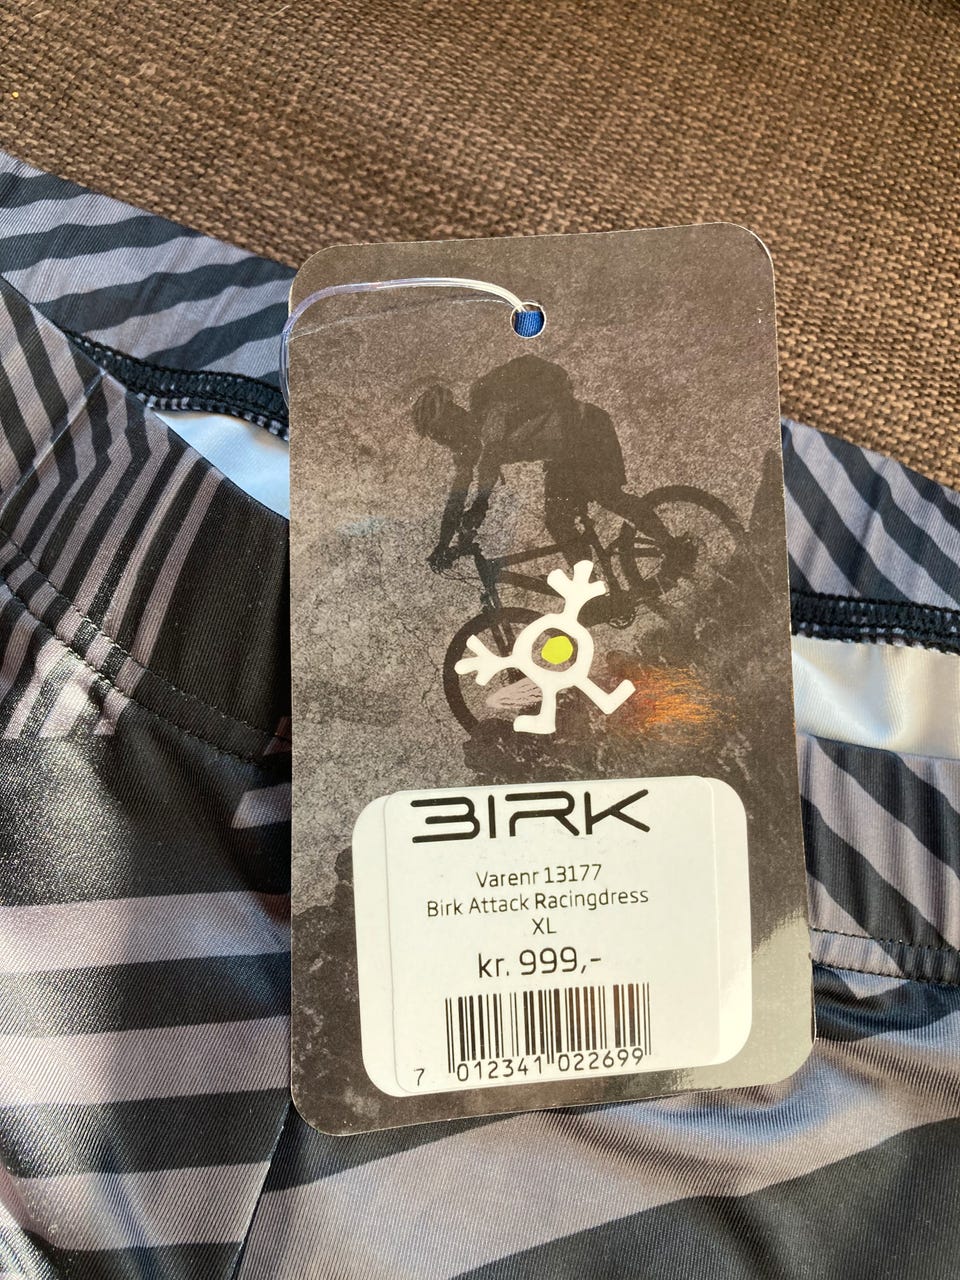 BIRK
Varenr 13177
Birk Attack Racingdress
XL
kr. 999,-
7 012341 022699